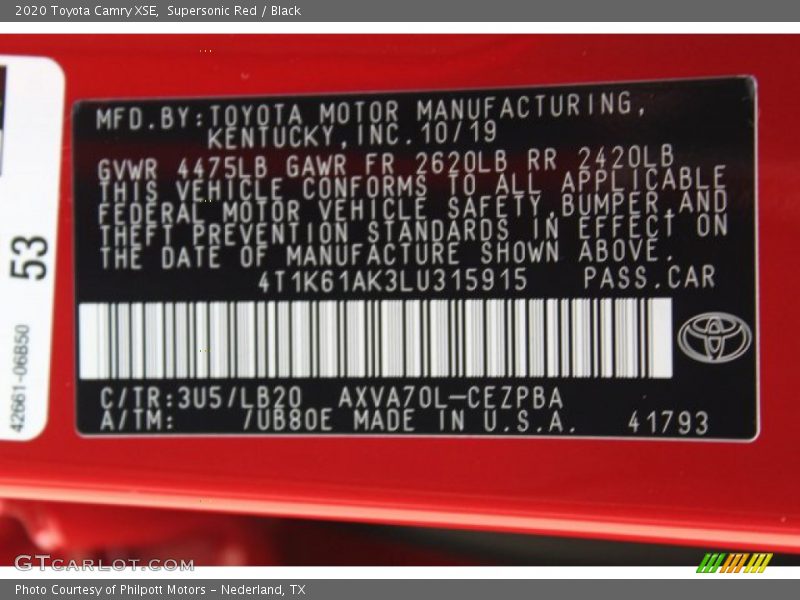 2020 Toyota Camry XSE, Supersonic Red / Black
MFD.BY:TOYOTA MOTOR MANUFACTURING,
KENTUCKY,INC.10/19
GVWR 4475LB GAWR FR 2620LB RR 2420LB
THIS VEHICLE CONFORMS TO ALL APPLICABLE
FEDERAL MOTOR VEHICLE SAFETY,BUMPER,AND
THEFT PREVENTION STANDARDS IN EFFECT ON
THE DATE OF MANUFACTURE SHOWN ABOVE.
4T1K61AK3LU315915 PASS.CAR
C/TR:3U5/LB20 AXVA70L-CEZPBA
A/TM: /UB80E MADE IN U.S.A. 41793
53
42661-06B50
GTCARLOT.COM
Photo Courtesy of Philpott Motors - Nederland, TX